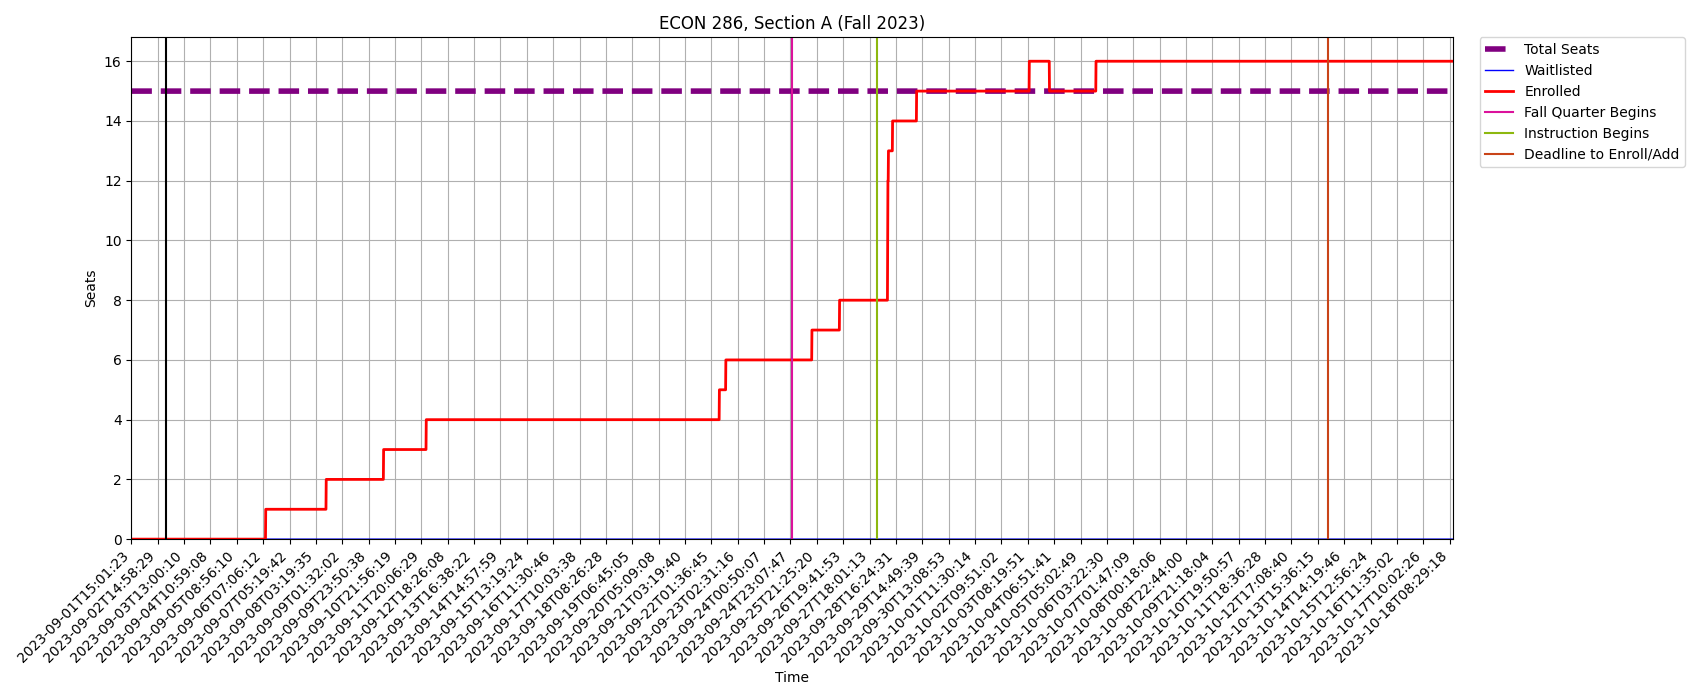 ECON 286, Section A (Fall 2023)
Total Seats
Waitlisted
Enrolled
Fall Quarter Begins
Instruction Begins
Deadline to Enroll/Add
Seats
16
14
12
10
8
6
4
2
0
2023-09-01T15:01:23
2023-09-02T14:58:29
2023-09-03T13:00:10
2023-09-04T10:59:08
2023-09-05T08:56:10
2023-09-06T07:06:12
2023-09-07T05:19:42
2023-09-08T03:19:35
2023-09-09T01:32:02
2023-09-09T23:50:38
2023-09-10T21:56:19
2023-09-11T20:06:29
2023-09-12T18:26:08
2023-09-13T16:38:22
2023-09-14T14:57:59
2023-09-15T13:19:24
2023-09-16T11:30:46
2023-09-17T10:03:38
2023-09-18T08:26:28
2023-09-19T06:45:05
2023-09-20T05:09:08
2023-09-21T03:19:40
2023-09-22T01:36:45
2023-09-23T02:31:16
2023-09-24T00:50:07
2023-09-24T23:07:47
2023-09-25T21:25:20
2023-09-26T19:41:53
2023-09-27T18:01:13
2023-09-28T16:24:31
2023-09-29T14:49:39
2023-09-30T13:08:53
2023-10-01T11:30:14
2023-10-02T09:51:02
2023-10-03T08:19:51
2023-10-04T06:51:41
2023-10-05T05:02:49
2023-10-06T03:22:30
2023-10-07T01:47:09
2023-10-08T00:18:06
2023-10-08T22:44:00
2023-10-09T21:18:04
2023-10-10T19:50:57
2023-10-11T18:36:28
2023-10-12T17:08:40
2023-10-13T15:36:15
2023-10-14T14:19:46
2023-10-15T12:56:24
2023-10-16T11:35:02
2023-10-17T10:02:26
2023-10-18T08:29:18
Time